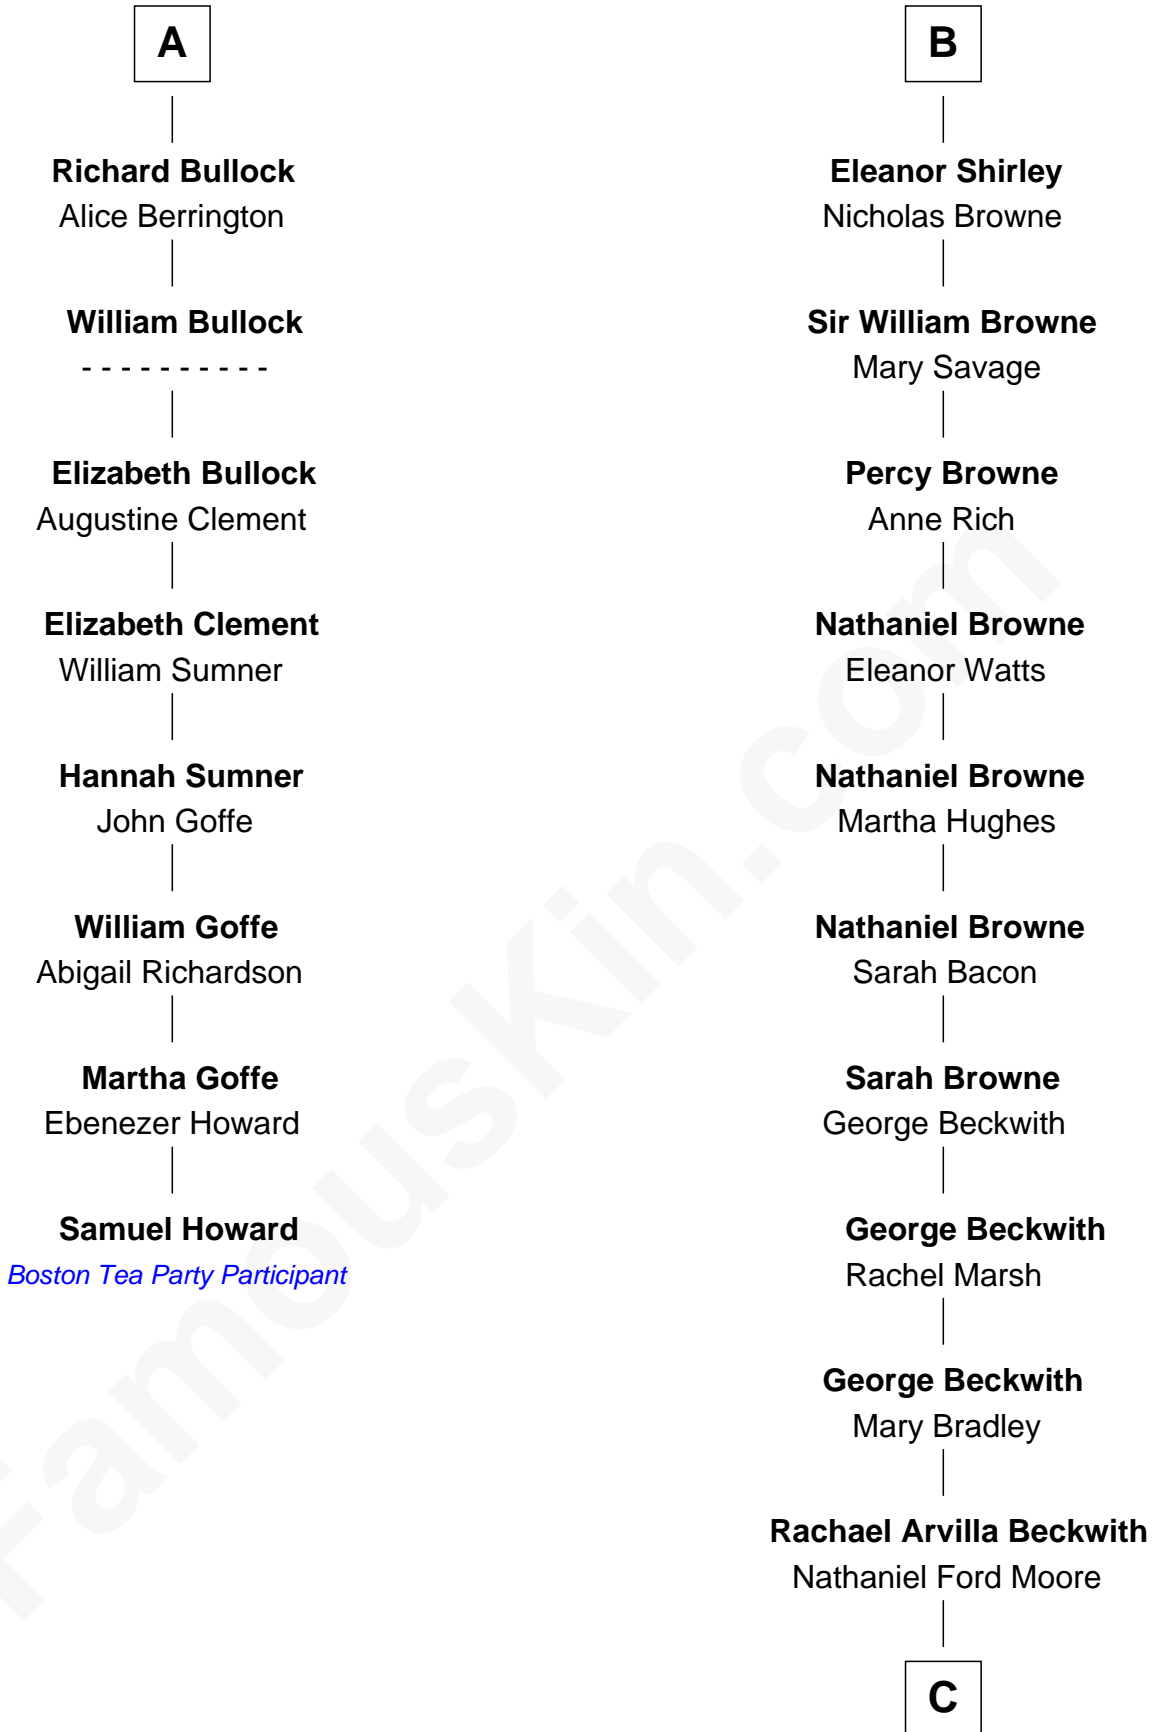 A
Richard Bullock
Alice Berrington
William Bullock
- - - - - - - - - -
Elizabeth Bullock
Augustine Clement
Elizabeth Clement
William Sumner
Hannah Sumner
John Goffe
William Goffe
Abigail Richardson
Martha Goffe
Ebenezer Howard
Samuel Howard
Boston Tea Party Participant
B
Eleanor Shirley
Nicholas Browne
Sir William Browne
Mary Savage
Percy Browne
Anne Rich
Nathaniel Browne
Eleanor Watts
Nathaniel Browne
Martha Hughes
Nathaniel Browne
Sarah Bacon
Sarah Browne
George Beckwith
George Beckwith
Rachel Marsh
George Beckwith
Mary Bradley
Rachael Arvilla Beckwith
Nathaniel Ford Moore
C
FamousKin.com